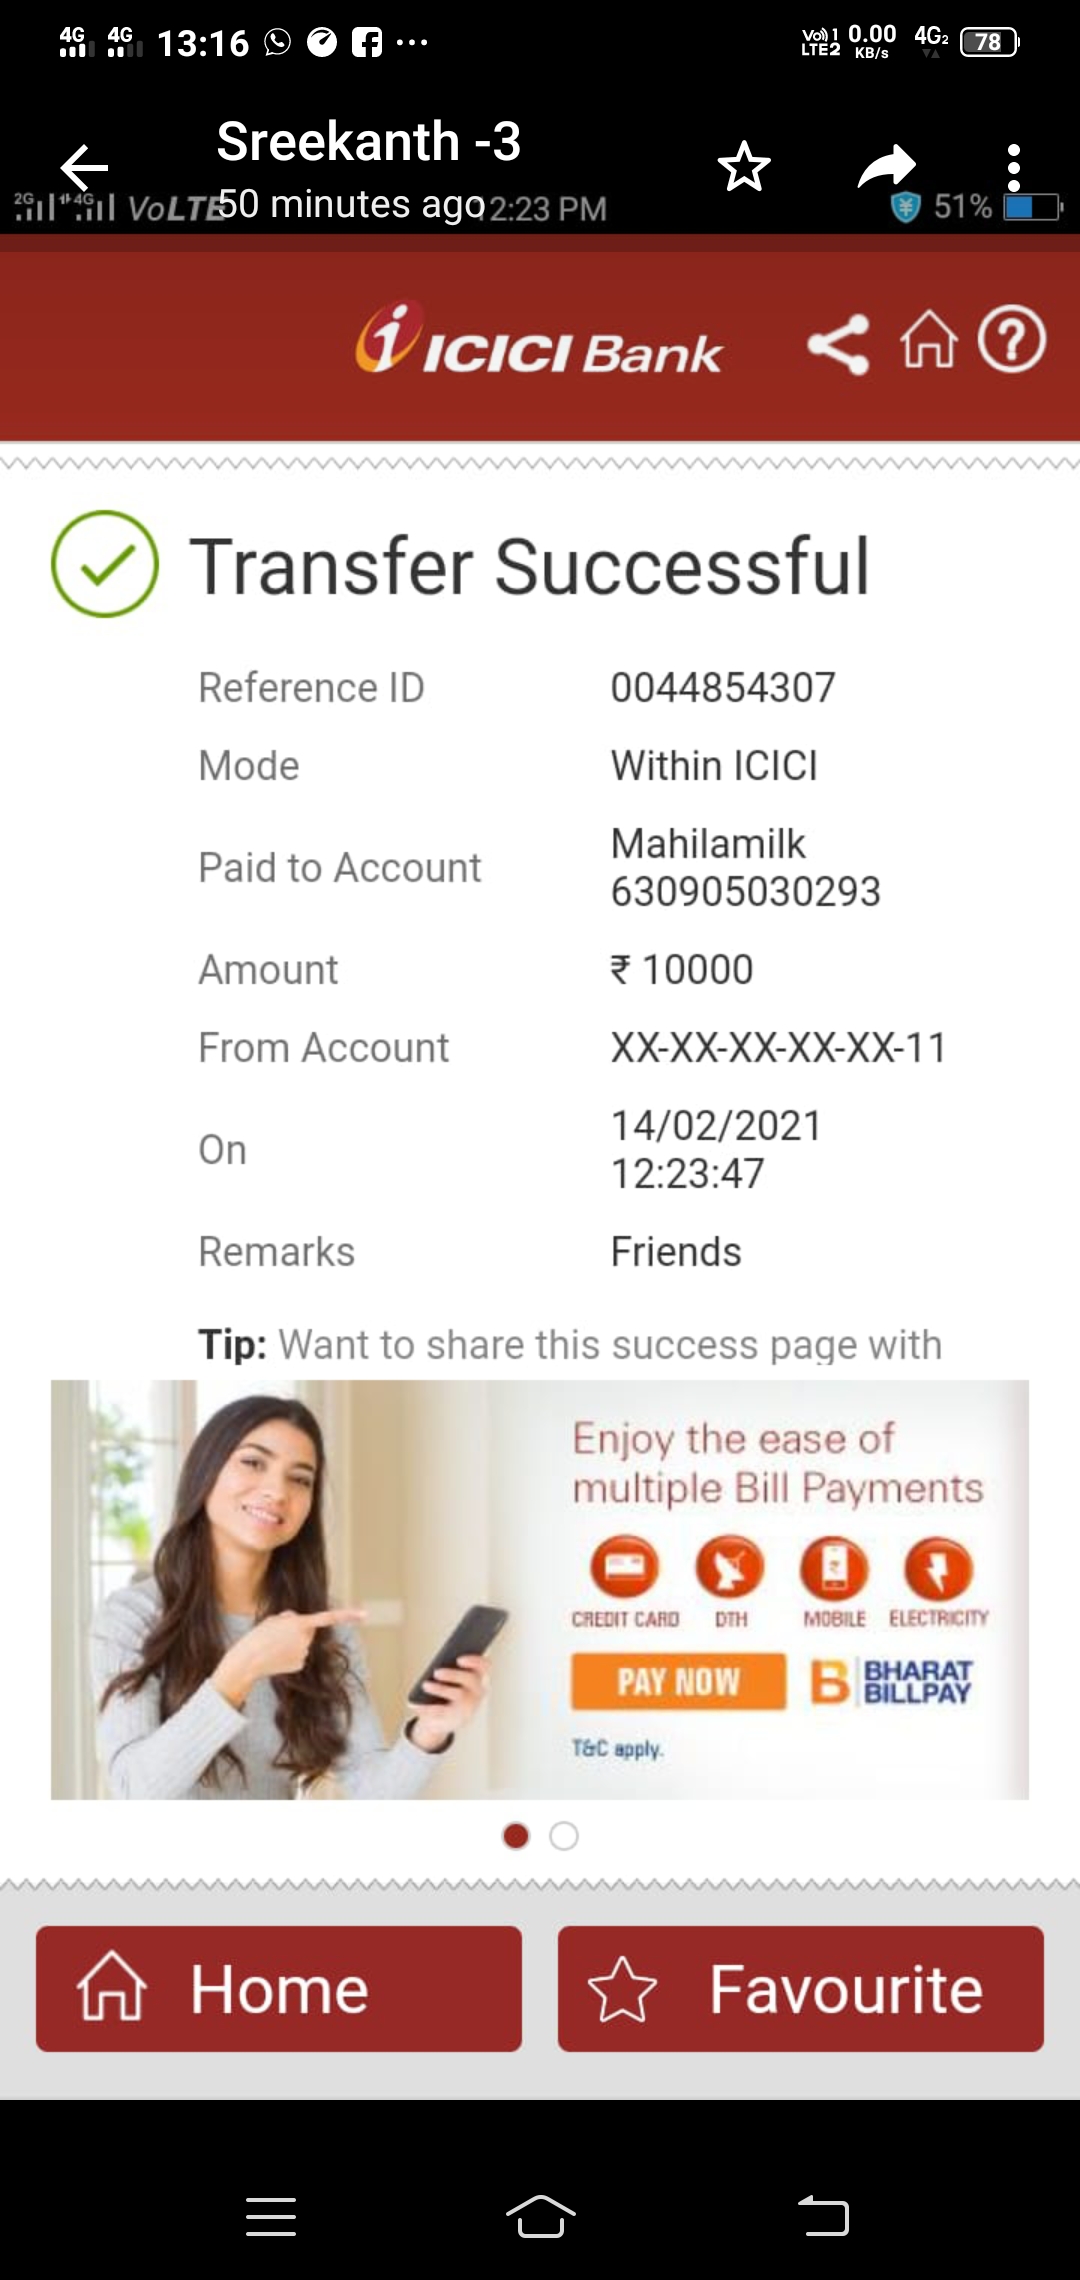 4G 4G 13:16 Vo) 1 LTE2 0.00 KB/s 4G2 78
Sreekanth -3
50 minutes ago
2G 4G VoLTE 2:23 PM 51%
ICICI Bank
Transfer Successful
Reference ID 0044854307
Mode Within ICICI
Paid to Account Mahilamilk
630905030293
Amount ₹ 10000
From Account XX-XX-XX-XX-XX-11
On 14/02/2021
12:23:47
Remarks Friends
Tip: Want to share this success page with
Enjoy the ease of
multiple Bill Payments
CREDIT CARD DTH MOBILE ELECTRICITY
PAY NOW B BHARAT
BILLPAY
T&C apply.
Home Favourite